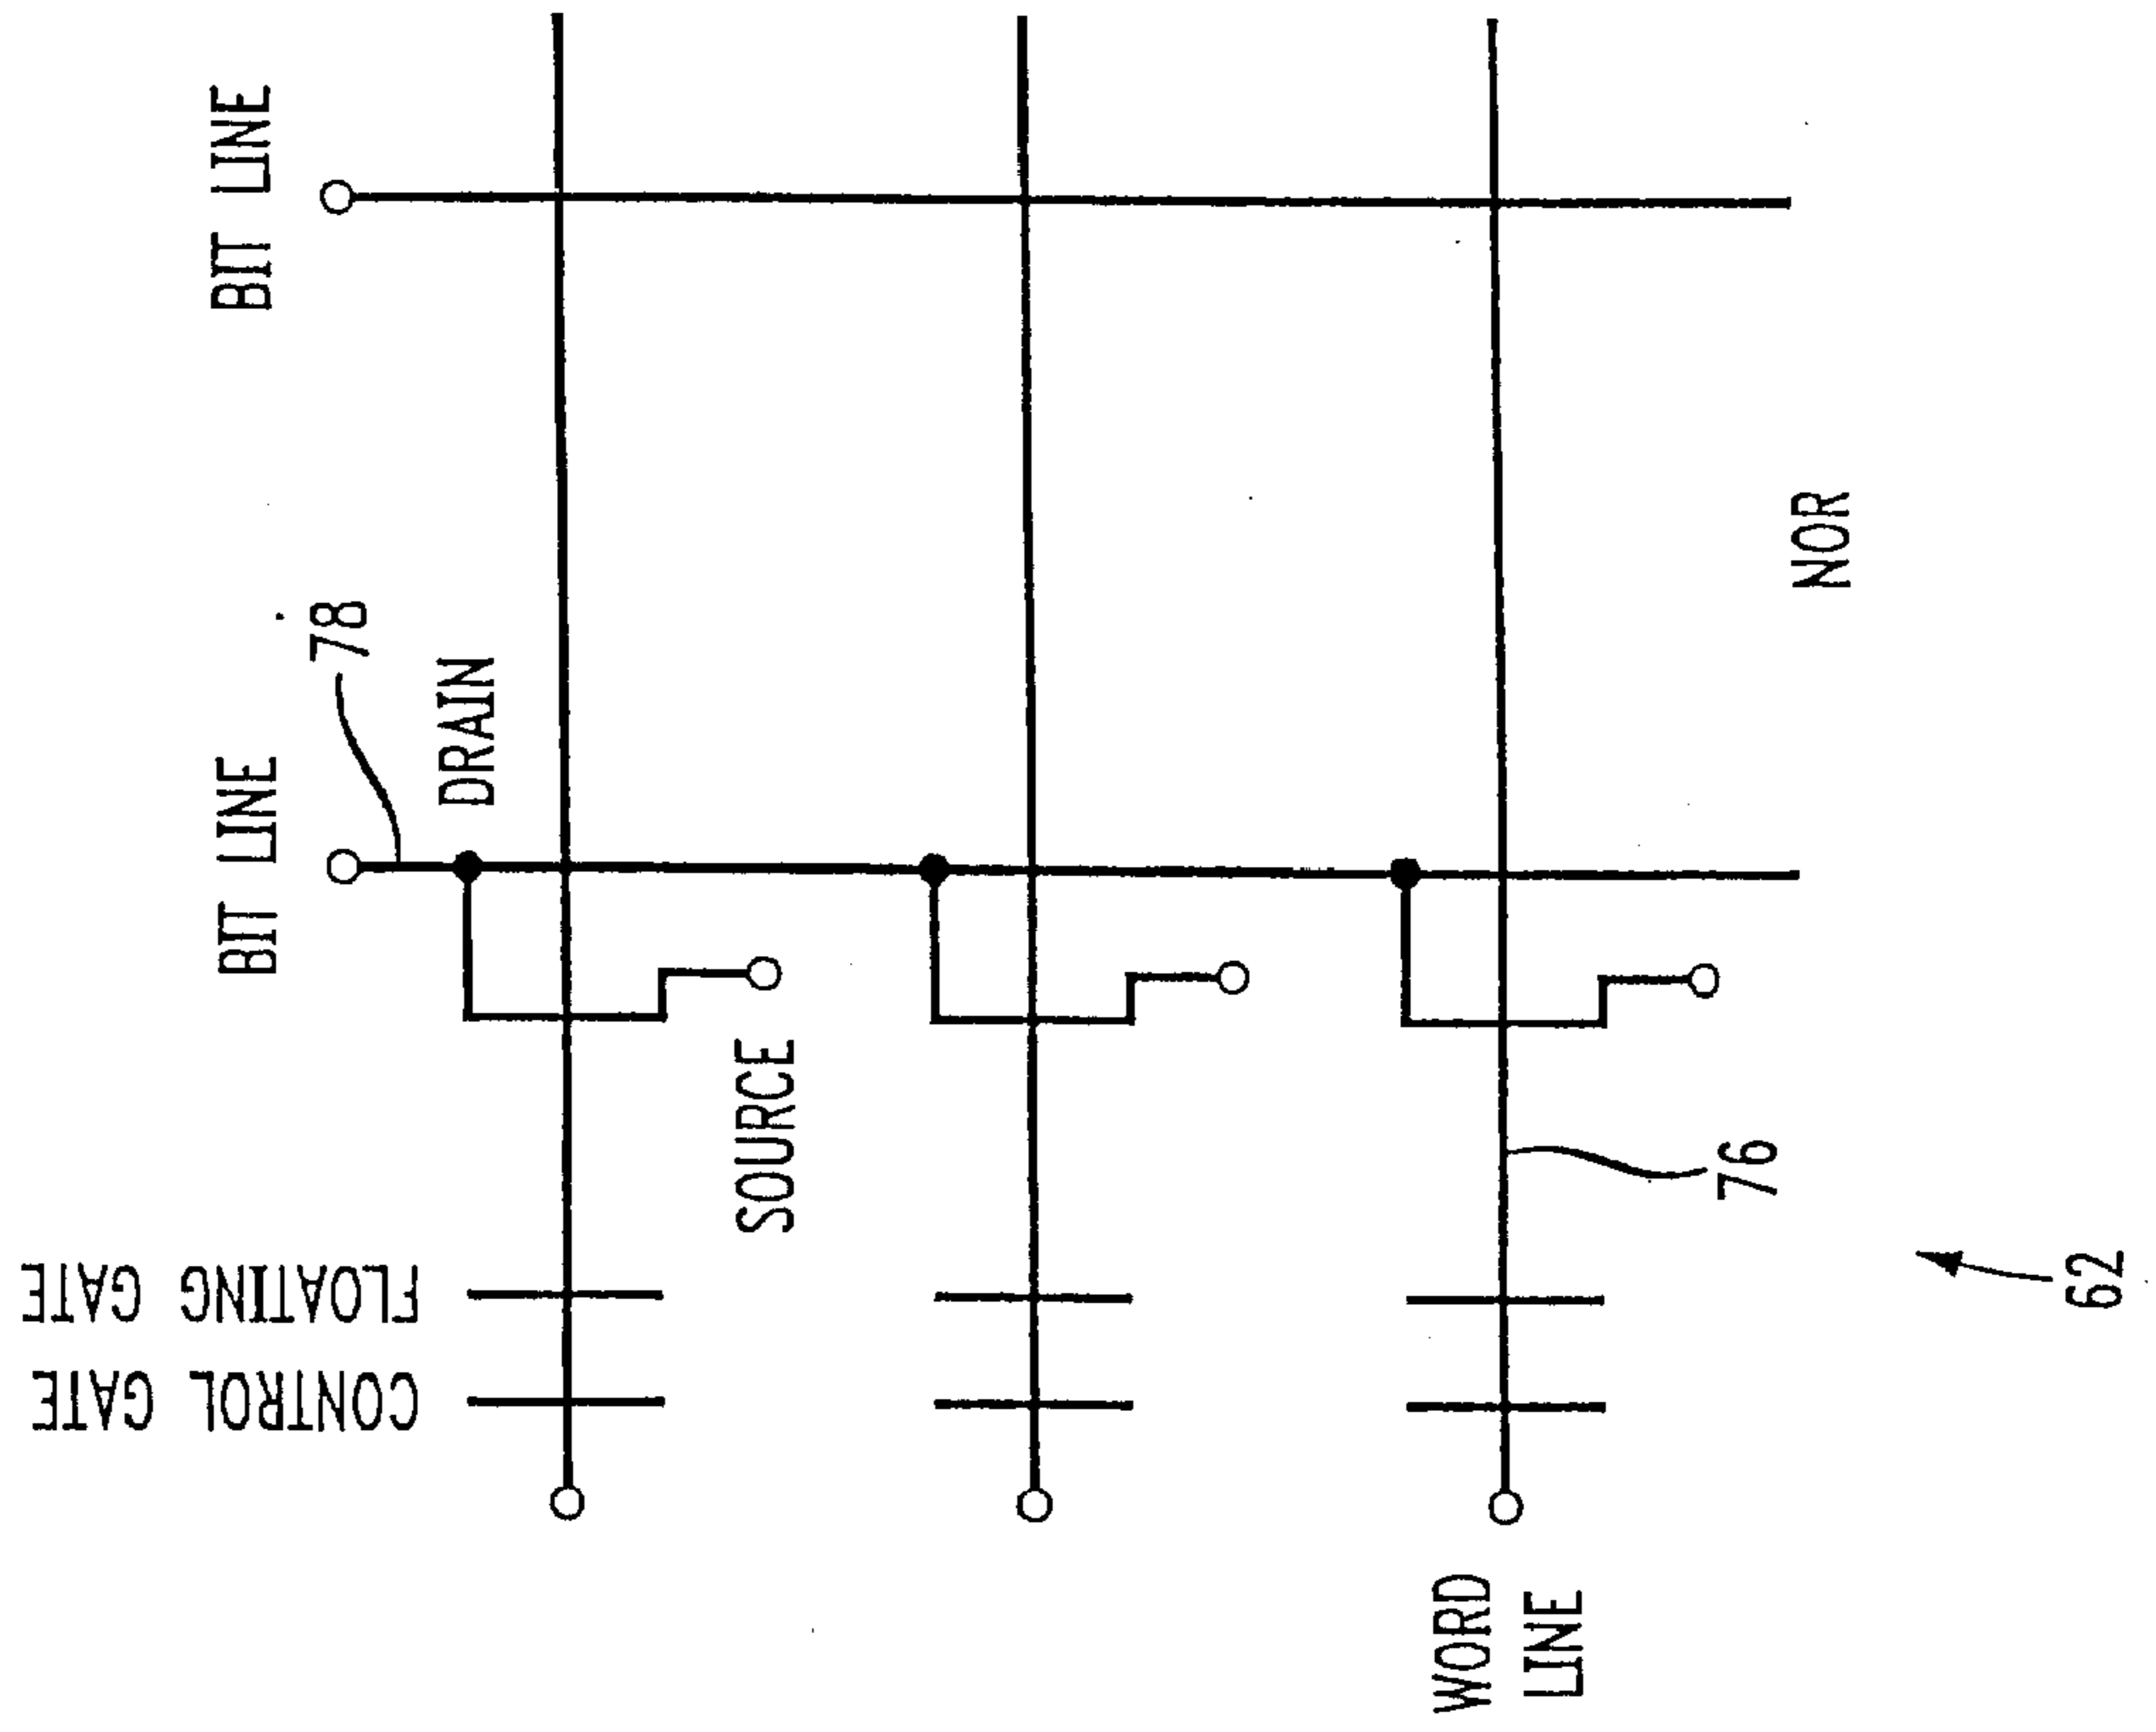 BIT LINE
BIT LINE
78
DRAIN
SOURCE
FLOATING GATE
CONTROL GATE
WORD
LINE
76
NOR
62